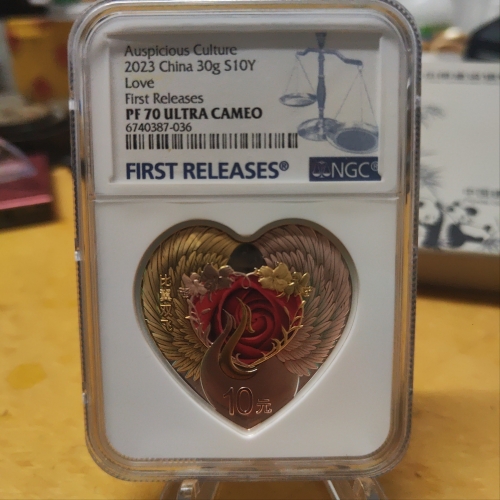 Auspicious Culture
2023 China 30g S10Y
Love
First Releases
PF 70 ULTRA CAMEO
6740387-036
FIRST RELEASES®
NGC®
10元